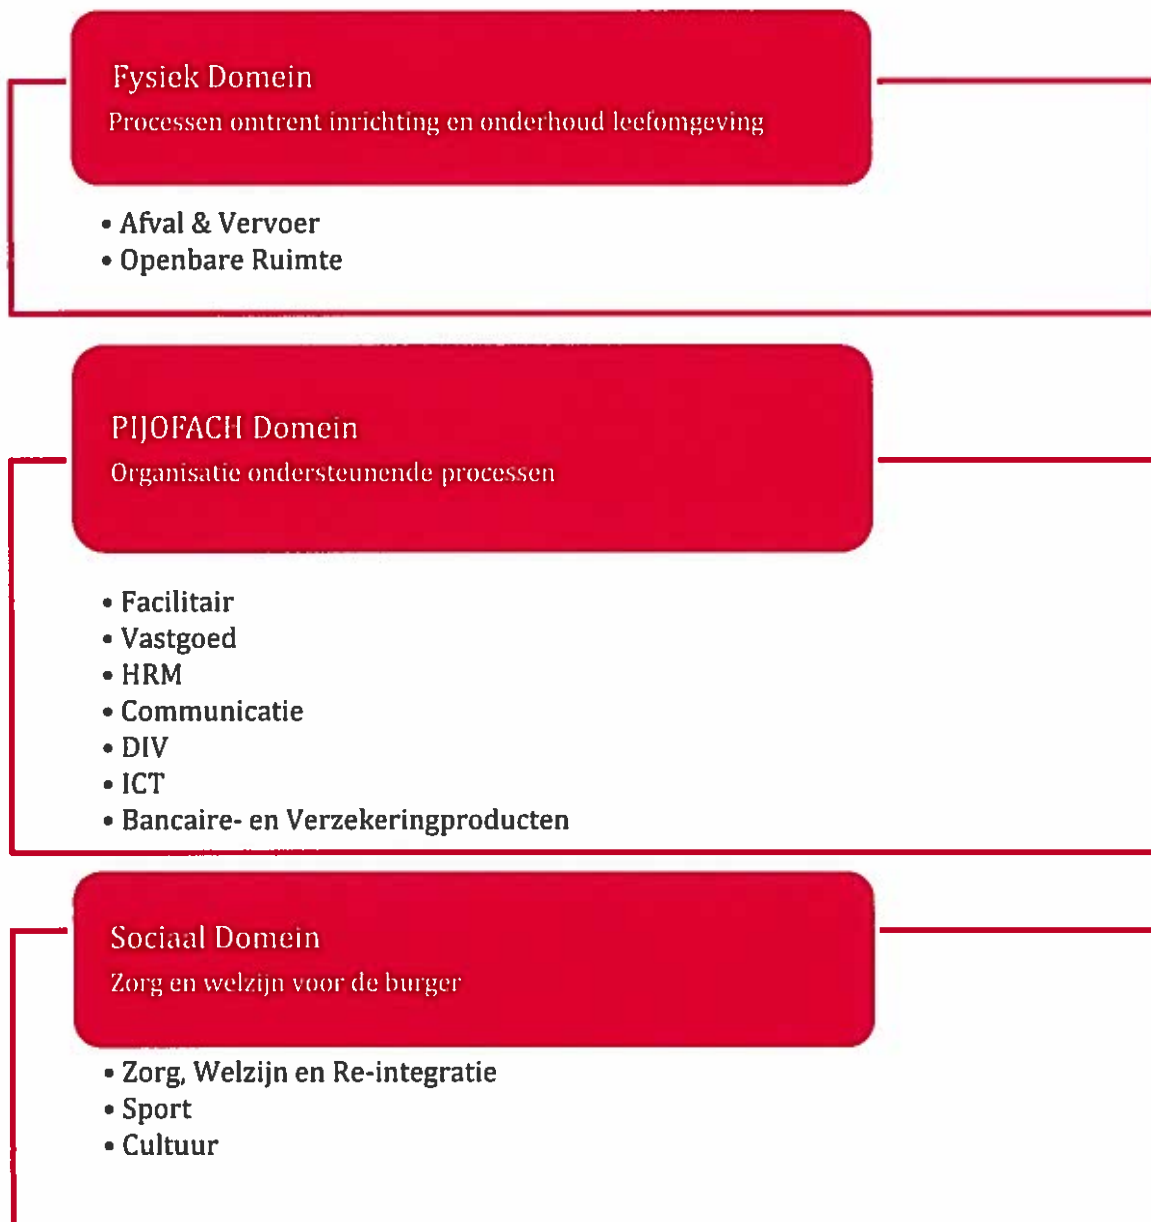 Fysiek Domein
Processen omtrent inrichting en onderhoud leefomgeving
• Afval & Vervoer
• Openbare Ruimte
PIJOFACH Domein
Organisatie ondersteunende processen
• Facilitair
• Vastgoed
• HRM
• Communicatie
• DIV
• ICT
• Bancaire- en Verzekeringproducten
Sociaal Domein
Zorg en welzijn voor de burger
• Zorg, Welzijn en Re-integratie
• Sport
• Cultuur